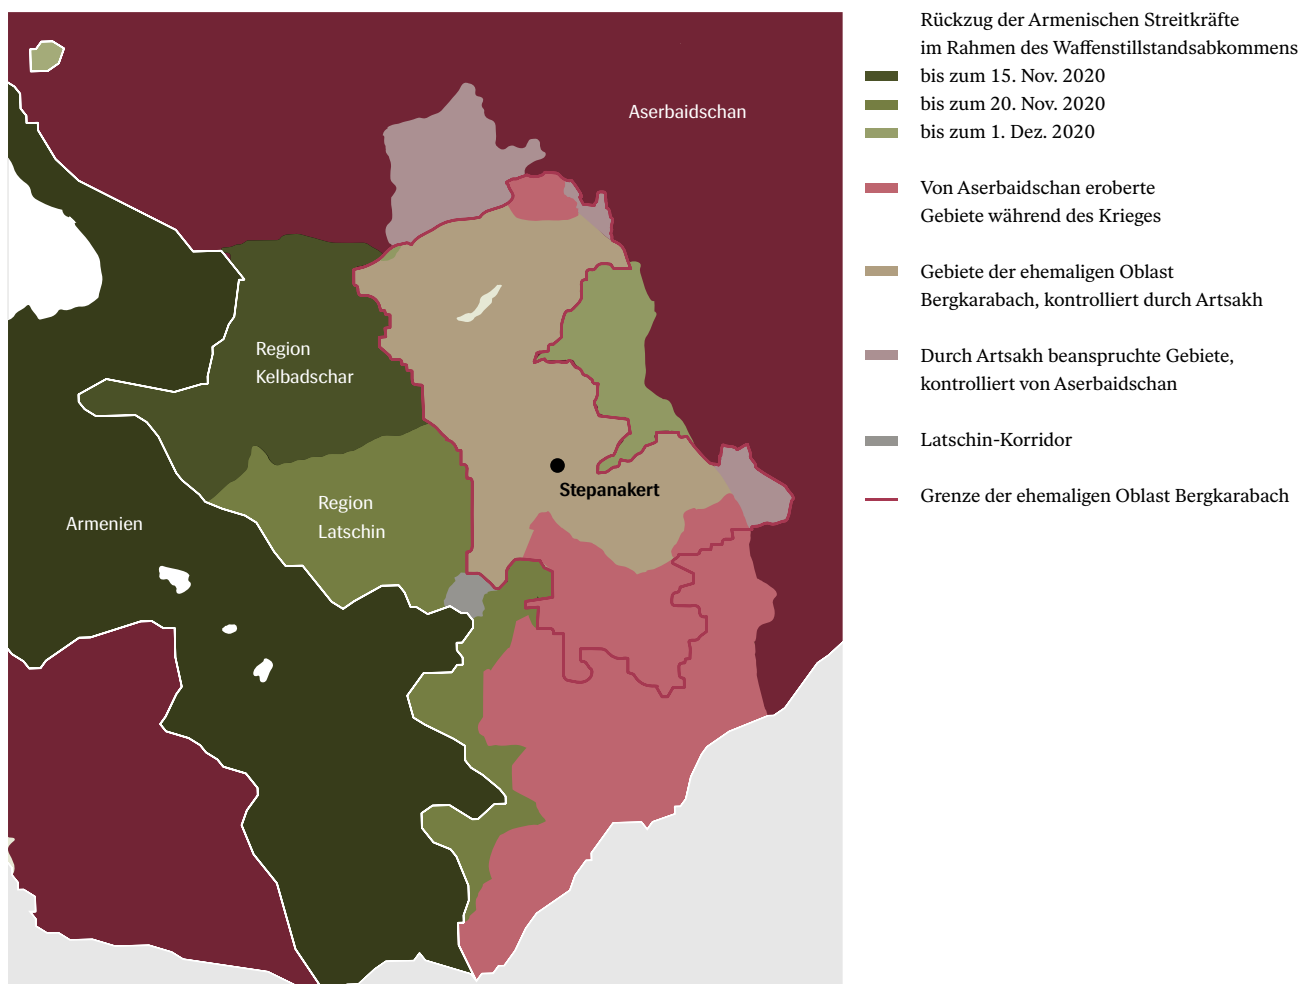 Rückzug der Armenischen Streitkräfte
im Rahmen des Waffenstillstandsabkommens
bis zum 15. Nov. 2020
bis zum 20. Nov. 2020
bis zum 1. Dez. 2020
Von Aserbaidschan eroberte
Gebiete während des Krieges
Gebiete der ehemaligen Oblast
Bergkarabach, kontrolliert durch Artsakh
Durch Artsakh beanspruchte Gebiete,
kontrolliert von Aserbaidschan
Latschin-Korridor
Grenze der ehemaligen Oblast Bergkarabach
Aserbaidschan
Region
Kelbadschar
Stepanakert
Region
Latschin
Armenien